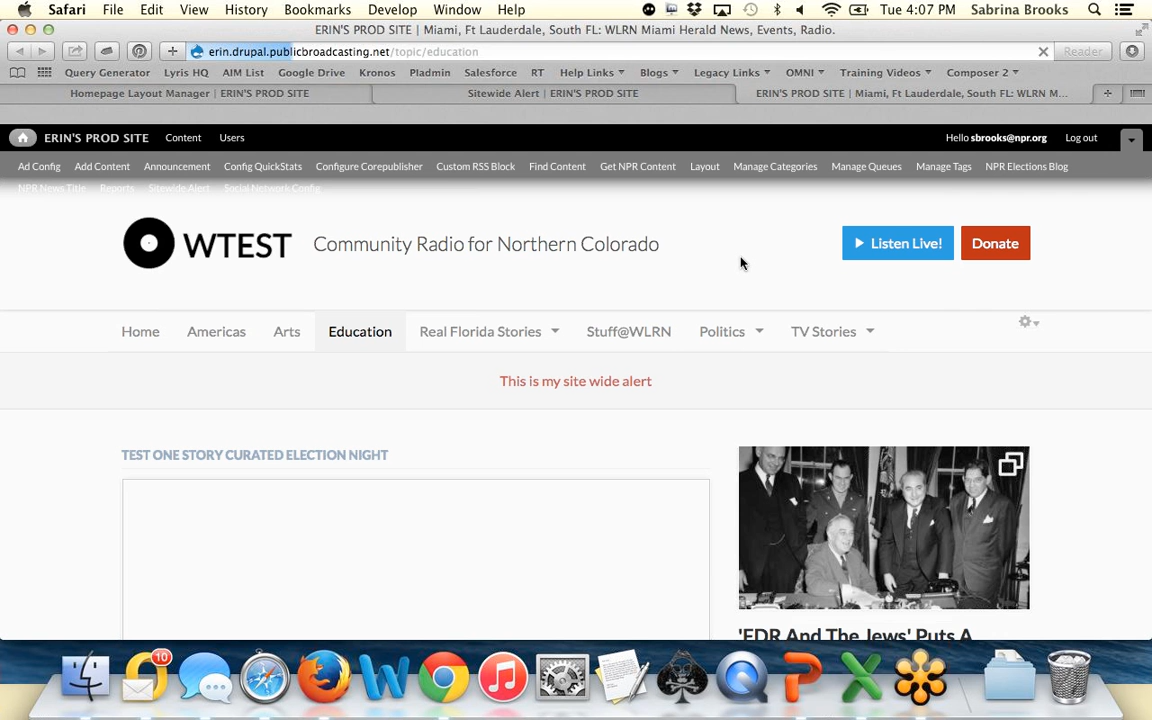 Safari File Edit View History Bookmarks Develop Window Help Tue 4:07 PM Sabrina Brooks
ERIN'S PROD SITE | Miami, Ft Lauderdale, South FL: WLRN Miami Herald News, Events, Radio.
erin.drupal.publicbroadcasting.net/topic/education Reader
Query Generator Lyris HQ AIM List Google Drive Kronos Pladmin Salesforce RT Help Links Blogs Legacy Links OMNI Training Videos Composer 2
Homepage Layout Manager | ERIN'S PROD SITE Sitewide Alert | ERIN'S PROD SITE ERIN'S PROD SITE | Miami, Ft Lauderdale, South FL: WLRN M...
ERIN'S PROD SITE Content Users Hello sbrooks@npr.org Log out
Ad Config Add Content Announcement Config QuickStats Configure Corepublisher Custom RSS Block Find Content Get NPR Content Layout Manage Categories Manage Queues Manage Tags NPR Elections Blog
NPR News Title Reports Sitewide Alert Social Network Config
WTEST Community Radio for Northern Colorado Listen Live! Donate
Home Americas Arts Education Real Florida Stories Stuff@WLRN Politics TV Stories
This is my site wide alert
TEST ONE STORY CURATED ELECTION NIGHT
'FDR And The Jews' Puts A
10